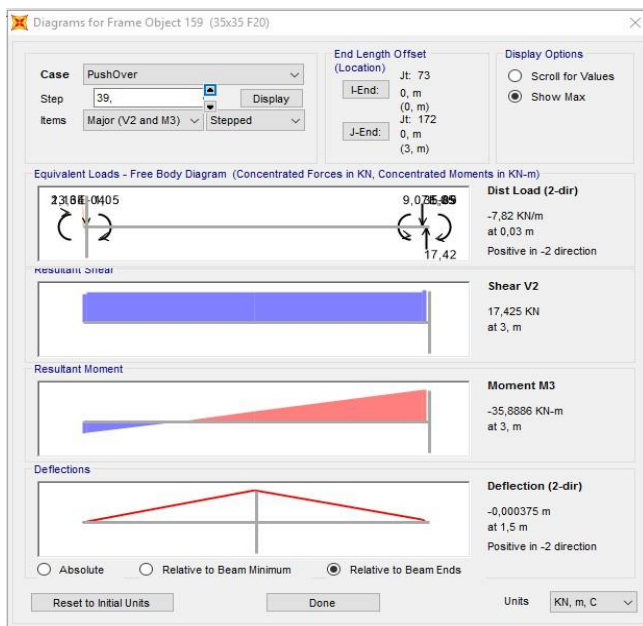 Diagrams for Frame Object 159 (35x35 F20)
Case PushOver
Step 39, Display
Items Major (V2 and M3) Stepped
End Length Offset
(Location)
Jt: 73
I-End: 0, m
(0, m)
Jt: 172
J-End: 0, m
(3, m)
Display Options
Scroll for Values
Show Max
Equivalent Loads - Free Body Diagram (Concentrated Forces in KN, Concentrated Moments in KN-m)
17,42
Dist Load (2-dir)
-7,82 KN/m
at 0,03 m
Positive in -2 direction
Resultant Shear
Shear V2
17,425 KN
at 3, m
Resultant Moment
Moment M3
-35,8886 KN-m
at 3, m
Deflections
Deflection (2-dir)
-0,000375 m
at 1,5 m
Positive in -2 direction
Absolute Relative to Beam Minimum Relative to Beam Ends
Reset to Initial Units Done Units KN, m, C